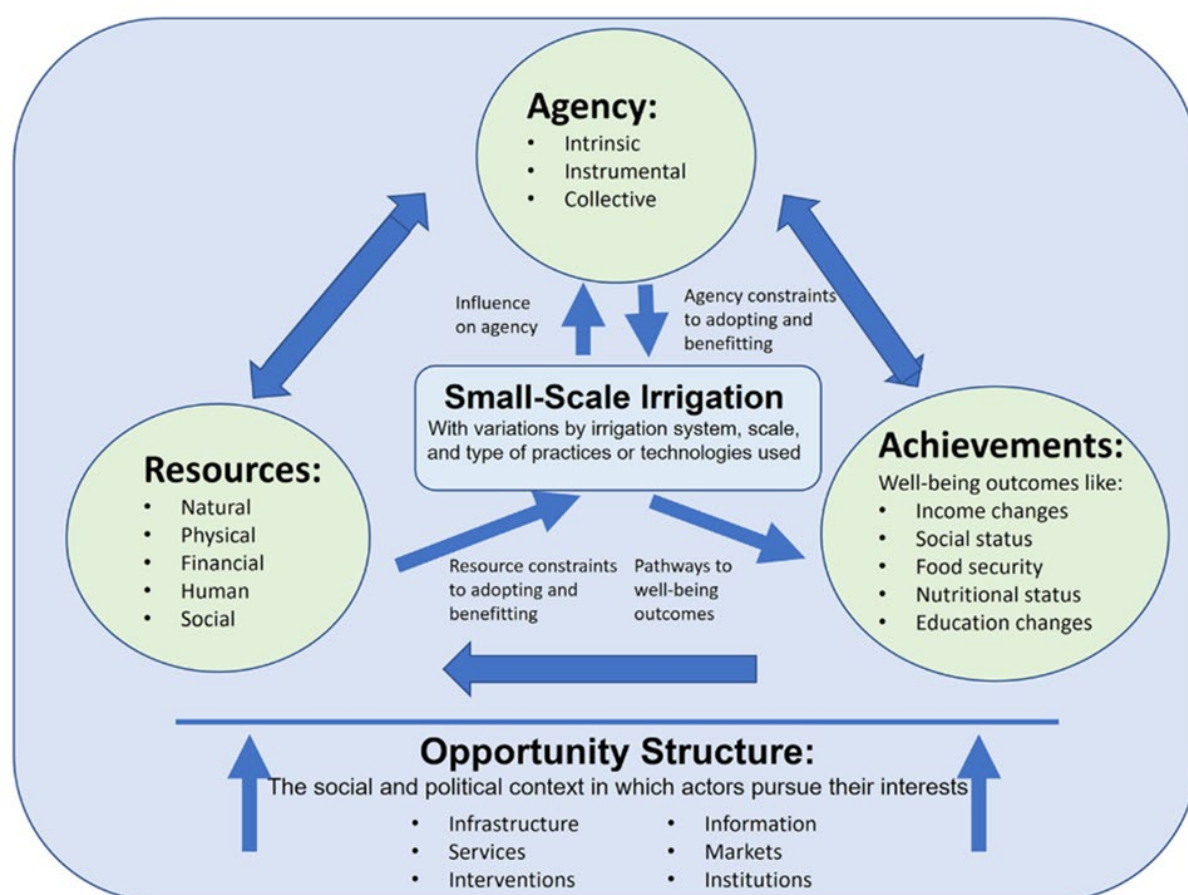 Agency:
• Intrinsic
• Instrumental
• Collective
Influence
on agency
Agency constraints
to adopting and
benefitting
Small-Scale Irrigation
With variations by irrigation system, scale,
and type of practices or technologies used
Resources:
• Natural
• Physical
• Financial
• Human
• Social
Achievements:
Well-being outcomes like:
• Income changes
• Social status
• Food security
• Nutritional status
• Education changes
Resource constraints
to adopting and
benefitting
Pathways to
well-being
outcomes
Opportunity Structure:
The social and political context in which actors pursue their interests
• Infrastructure
• Services
• Interventions
• Information
• Markets
• Institutions